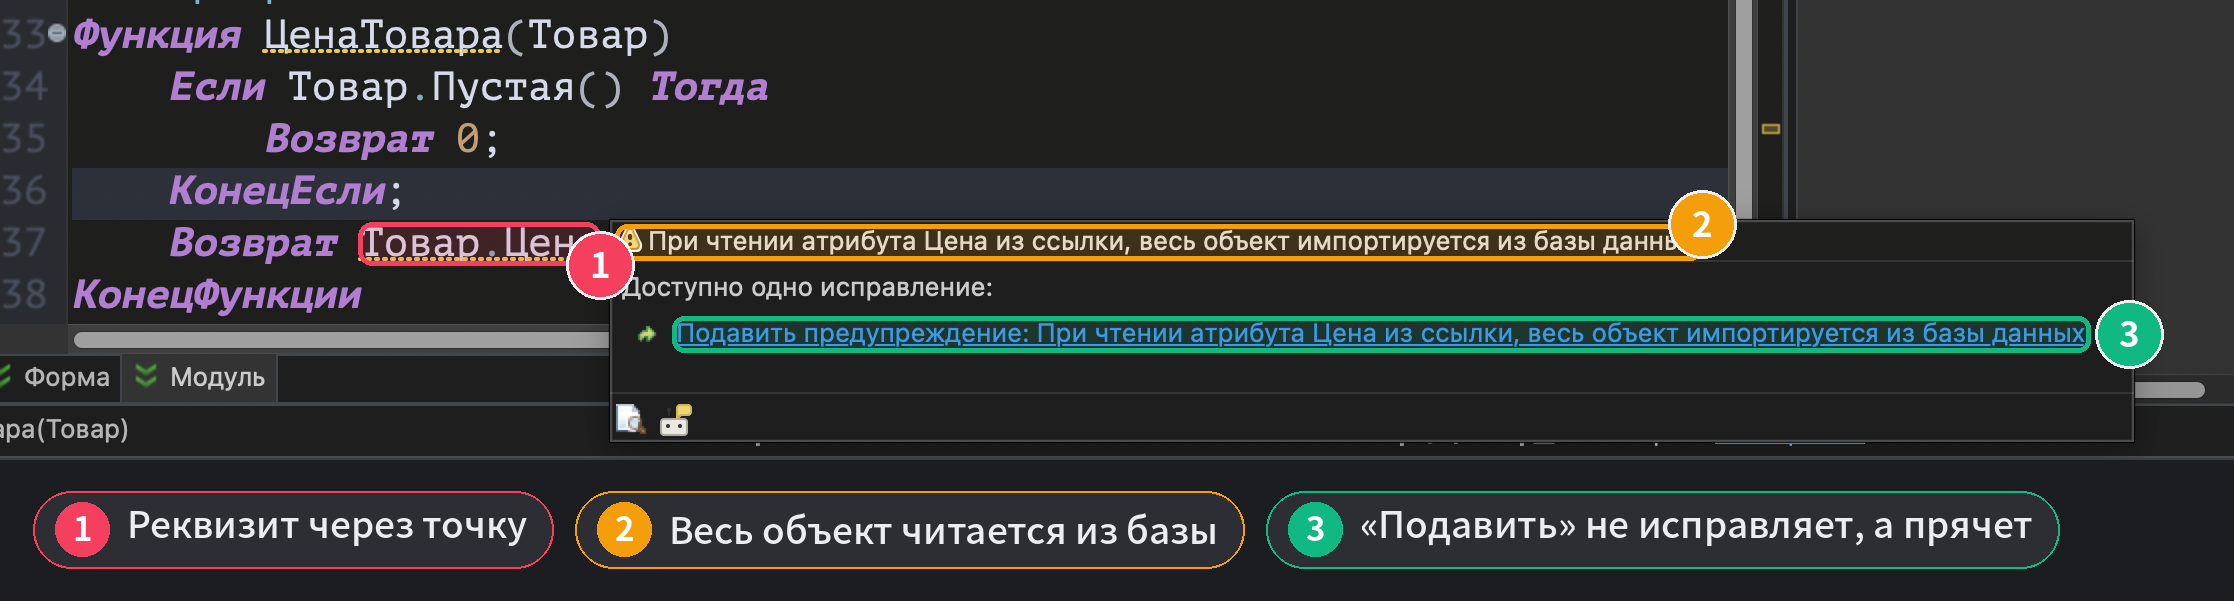 33 Функция ЦенаТовара(Товар)
34 Если Товар.Пустая() Тогда
35 Возврат 0;
36 КонецЕсли;
37 Возврат Товар.Цен
1
При чтении атрибута Цена из ссылки, весь объект импортируется из базы данн
2
38 КонецФункции
Доступно одно исправление:
Подавить предупреждение: При чтении атрибута Цена из ссылки, весь объект импортируется из базы данных
3
Форма
Модуль
ара(Товар)
1 Реквизит через точку
2 Весь объект читается из базы
3 «Подавить» не исправляет, а прячет